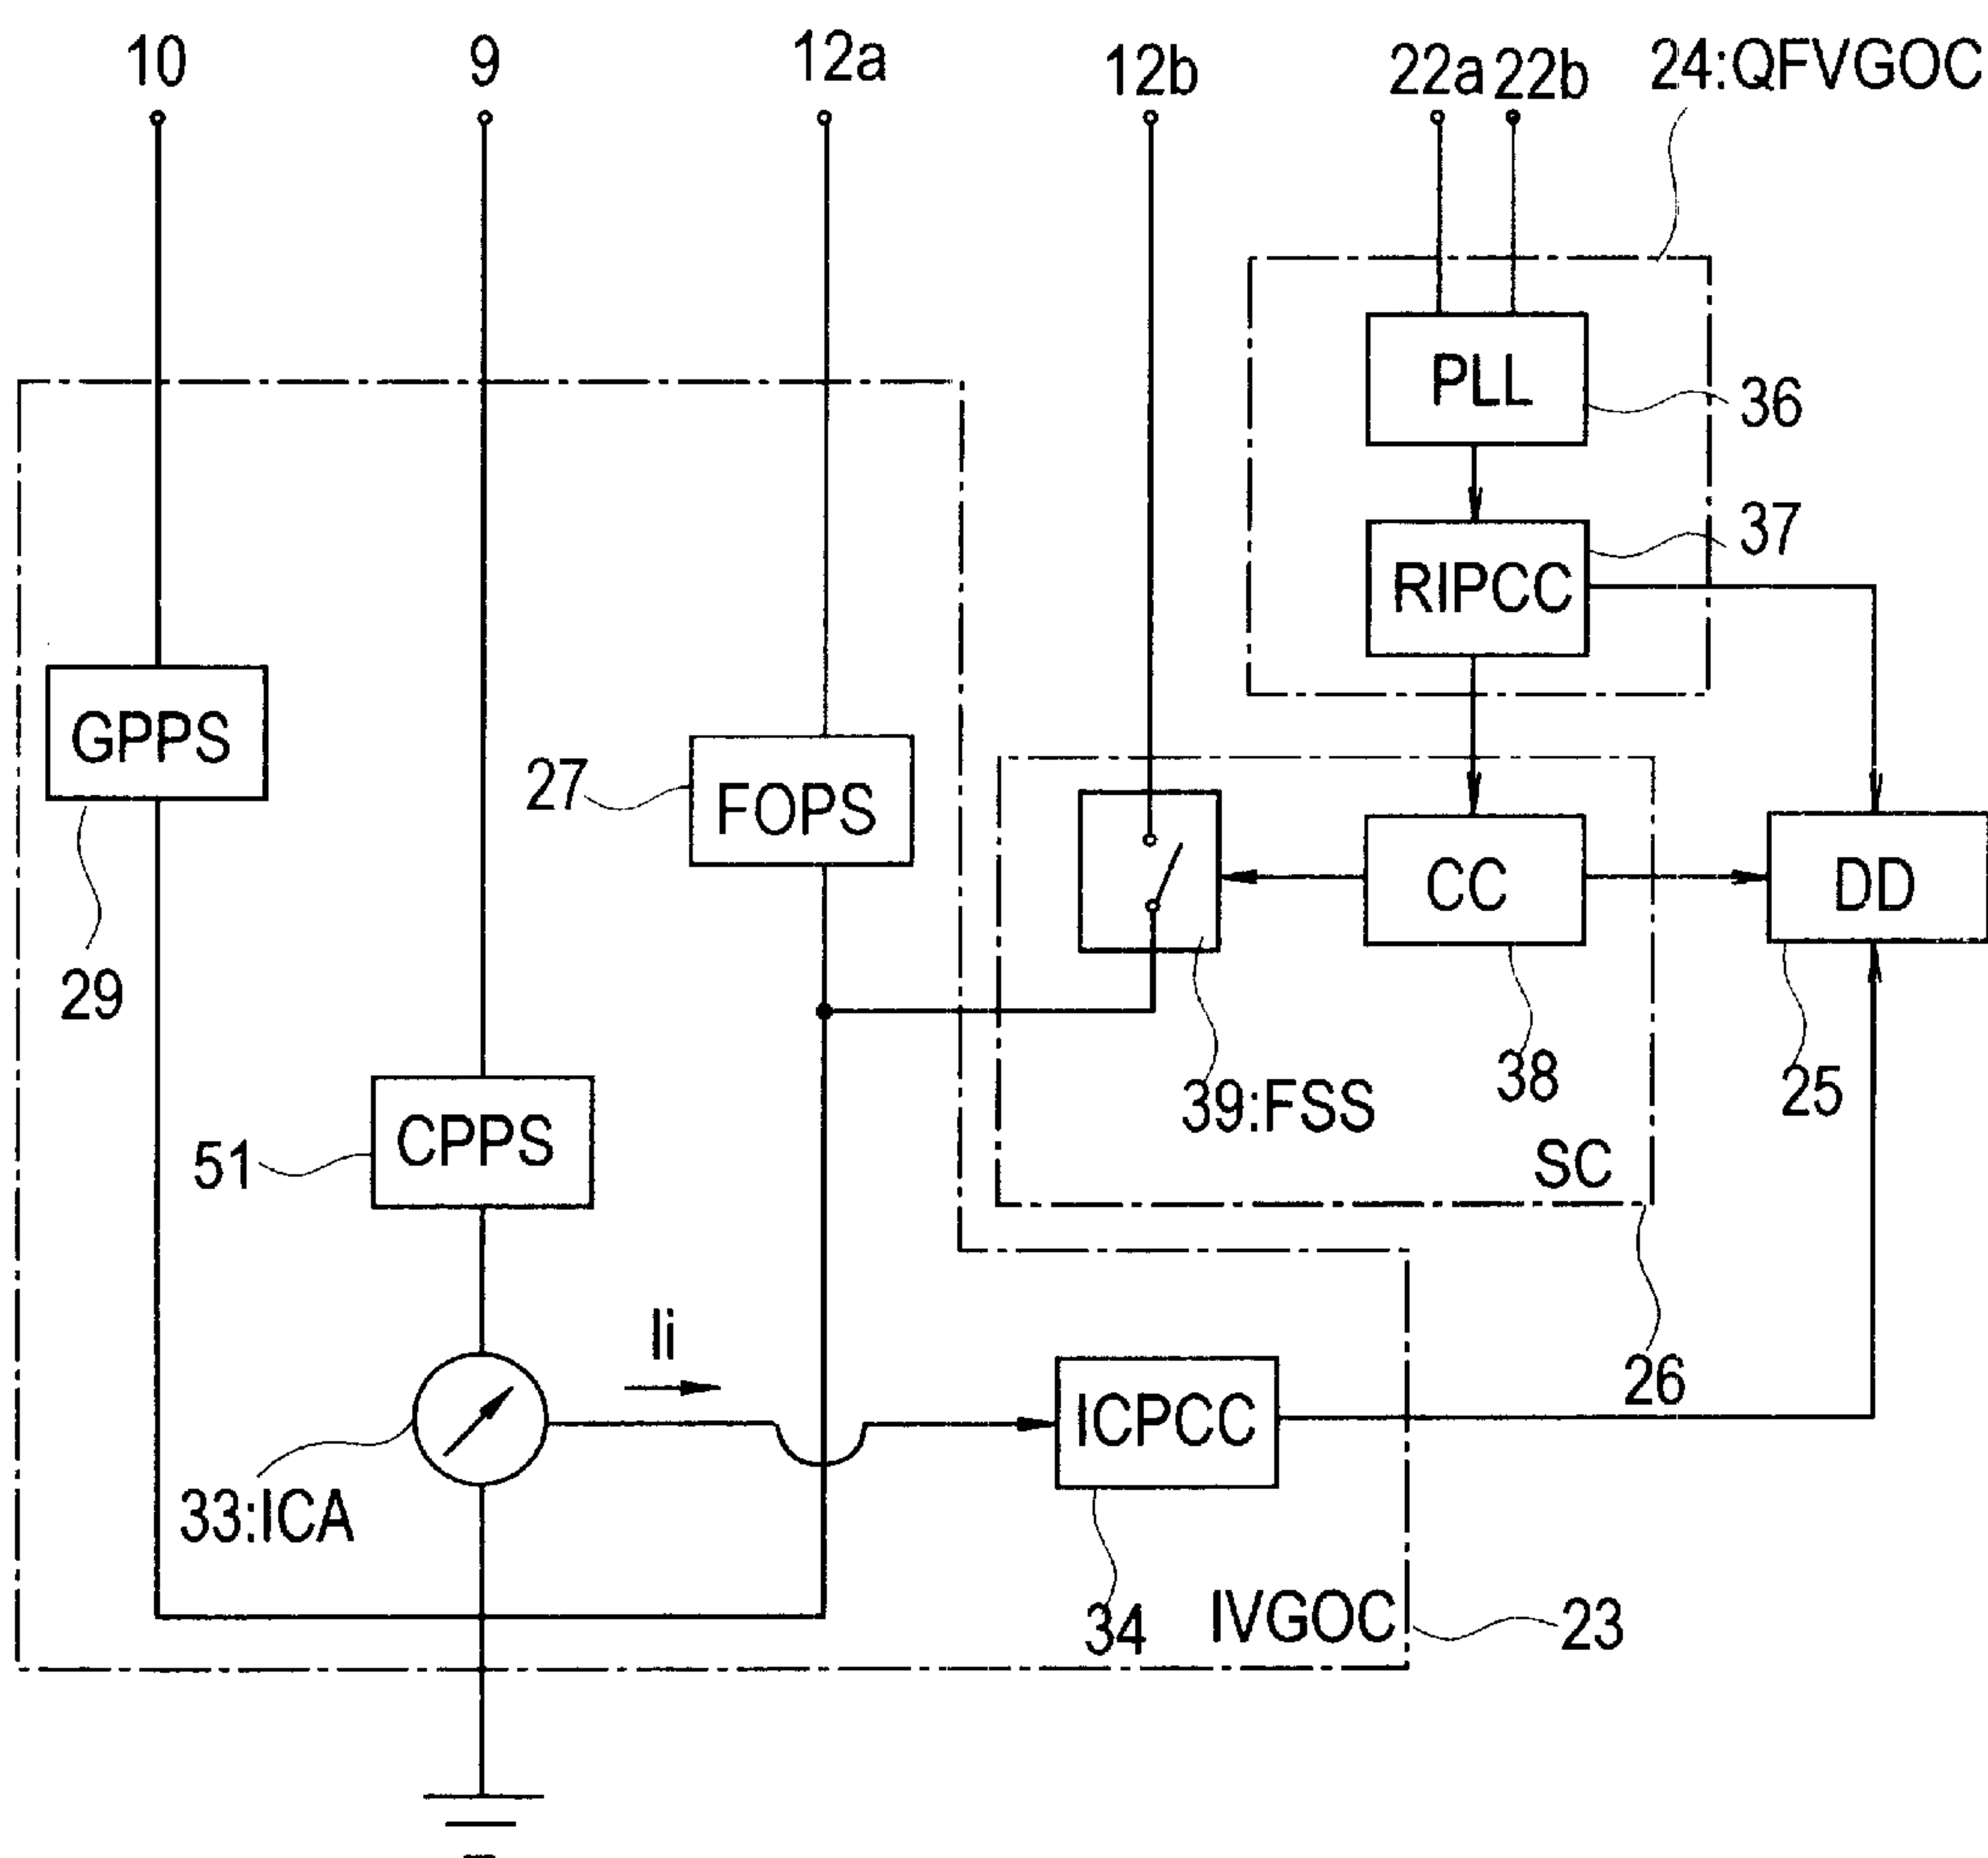 10
9
12a
12b
22a
22b
24:QFVGOC
PLL
36
37
RIPCC
GPPS
27
FOPS
CC
DD
29
38
25
39:FSS
CPPS
51
SC
Ii
26
ICPCC
33:ICA
34
IVGOC
23